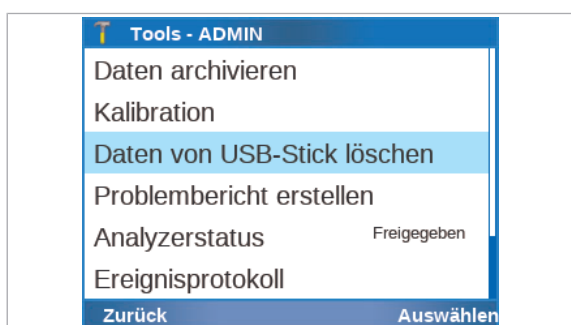 Tools - ADMIN
Daten archivieren
Kalibration
Daten von USB-Stick löschen
Problembericht erstellen
Analyzerstatus Freigegeben
Ereignisprotokoll
Zurück Auswählen